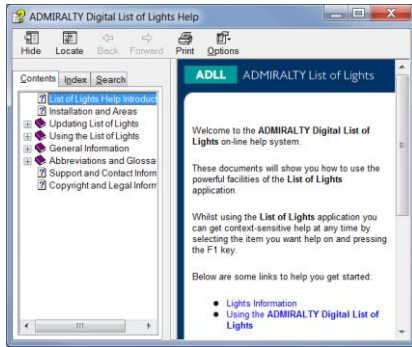 ADMIRALTY Digital List of Lights Help
Hide Locate Back Forward Print Options
Contents Index Search
List of Lights Help Introduct
Installation and Areas
Updating List of Lights
Using the List of Lights
General Information
Abbreviations and Glossa
Support and Contact Inform
Copyright and Legal Inform
ADLL ADMIRALTY List of Lights
Welcome to the ADMIRALTY Digital List of
Lights on-line help system.
These documents will show you how to use the
powerful facilities of the List of Lights
application.
Whilst using the List of Lights application you
can get context-sensitive help at any time by
selecting the item you want help on and pressing
the F1 key.
Below are some links to help you get started:
Lights Information
Using the ADMIRALTY Digital List of
Lights